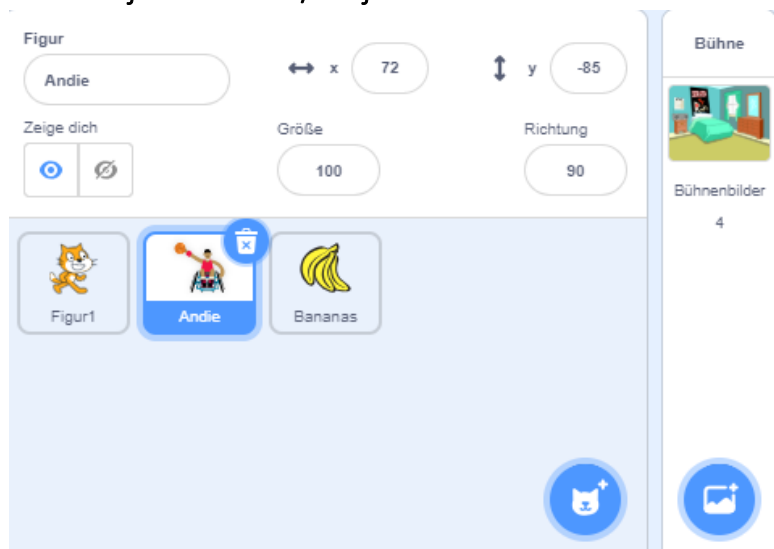 Figur
Andie
x 72
y -85
Zeige dich
Größe
100
Richtung
90
Figur1
Andie
Bananas
Bühne
Bühnenbilder
4